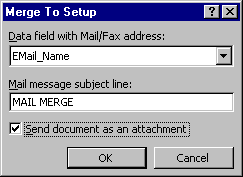 Merge To Setup
Data field with Mail/Fax address:
EMail_Name
Mail message subject line:
MAIL MERGE
Send document as an attachment
OK Cancel